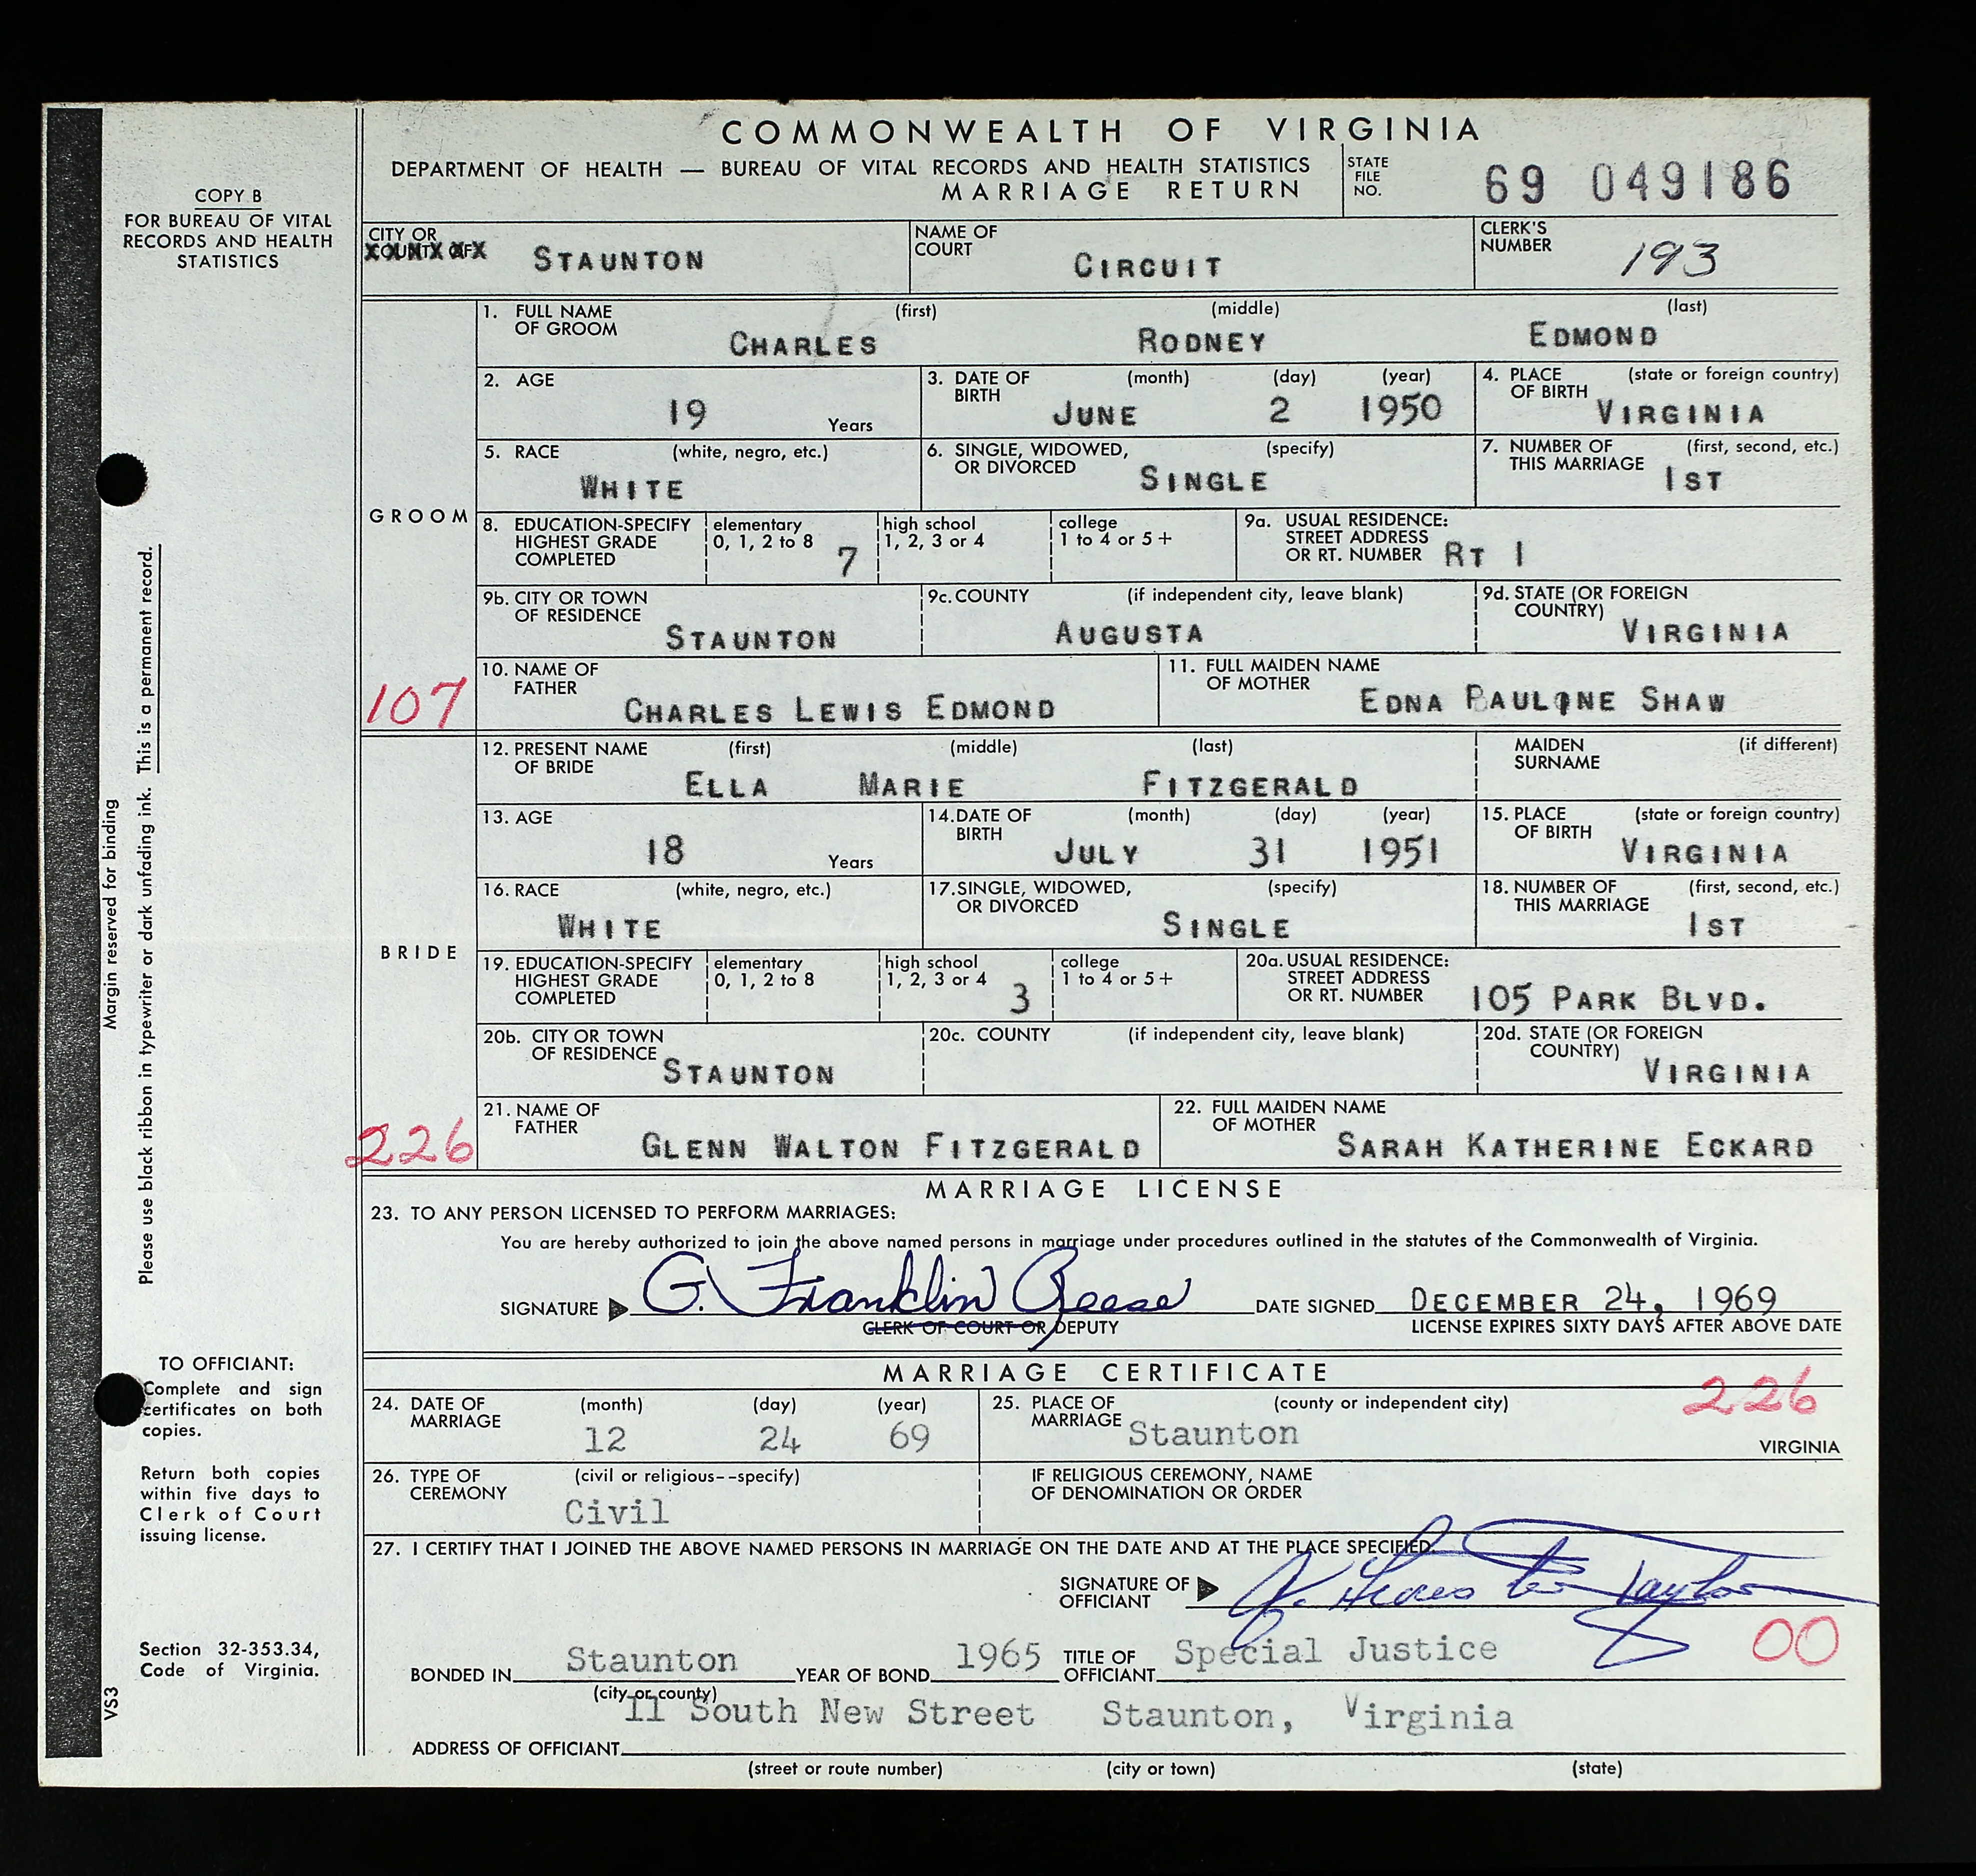 COMMONWEALTH OF VIRGINIA
DEPARTMENT OF HEALTH — BUREAU OF VITAL RECORDS AND HEALTH STATISTICS
MARRIAGE RETURN
STATE FILE NO. 69 049186
COPY B
FOR BUREAU OF VITAL
RECORDS AND HEALTH
STATISTICS
CITY OR COUNTY OF STAUNTON
NAME OF COURT CIRCUIT
CLERK'S NUMBER 193
GROOM
1. FULL NAME OF GROOM (first) (middle) (last)
CHARLES RODNEY EDMOND
2. AGE 19 Years
3. DATE OF BIRTH (month) (day) (year) JUNE 2 1950
4. PLACE OF BIRTH (state or foreign country) VIRGINIA
5. RACE (white, negro, etc.) WHITE
6. SINGLE, WIDOWED, OR DIVORCED (specify) SINGLE
7. NUMBER OF THIS MARRIAGE (first, second, etc.) 1ST
8. EDUCATION-SPECIFY HIGHEST GRADE COMPLETED
elementary 0, 1, 2 to 8 7
high school 1, 2, 3 or 4
college 1 to 4 or 5+
9a. USUAL RESIDENCE: STREET ADDRESS OR RT. NUMBER RT 1
9b. CITY OR TOWN OF RESIDENCE STAUNTON
9c. COUNTY (if independent city, leave blank) AUGUSTA
9d. STATE (OR FOREIGN COUNTRY) VIRGINIA
107
10. NAME OF FATHER CHARLES LEWIS EDMOND
11. FULL MAIDEN NAME OF MOTHER EDNA PAULINE SHAW
BRIDE
12. PRESENT NAME OF BRIDE (first) (middle) (last)
ELLA MARIE FITZGERALD
MAIDEN SURNAME (if different)
13. AGE 18 Years
14. DATE OF BIRTH (month) (day) (year) JULY 31 1951
15. PLACE OF BIRTH (state or foreign country) VIRGINIA
16. RACE (white, negro, etc.) WHITE
17. SINGLE, WIDOWED, OR DIVORCED (specify) SINGLE
18. NUMBER OF THIS MARRIAGE (first, second, etc.) 1ST
19. EDUCATION-SPECIFY HIGHEST GRADE COMPLETED
elementary 0, 1, 2 to 8
high school 1, 2, 3 or 4 3
college 1 to 4 or 5+
20a. USUAL RESIDENCE: STREET ADDRESS OR RT. NUMBER 105 PARK BLVD.
20b. CITY OR TOWN OF RESIDENCE STAUNTON
20c. COUNTY (if independent city, leave blank)
20d. STATE (OR FOREIGN COUNTRY) VIRGINIA
226
21. NAME OF FATHER GLENN WALTON FITZGERALD
22. FULL MAIDEN NAME OF MOTHER SARAH KATHERINE ECKARD
MARRIAGE LICENSE
23. TO ANY PERSON LICENSED TO PERFORM MARRIAGES:
You are hereby authorized to join the above named persons in marriage under procedures outlined in the statutes of the Commonwealth of Virginia.
SIGNATURE G. Franklin Reese DATE SIGNED DECEMBER 24, 1969
CLERK OF COURT OR DEPUTY
LICENSE EXPIRES SIXTY DAYS AFTER ABOVE DATE
MARRIAGE CERTIFICATE
226
24. DATE OF MARRIAGE (month) (day) (year) 12 24 69
25. PLACE OF MARRIAGE (county or independent city) Staunton VIRGINIA
26. TYPE OF CEREMONY (civil or religious--specify) Civil
IF RELIGIOUS CEREMONY, NAME OF DENOMINATION OR ORDER
27. I CERTIFY THAT I JOINED THE ABOVE NAMED PERSONS IN MARRIAGE ON THE DATE AND AT THE PLACE SPECIFIED.
SIGNATURE OF OFFICIANT Taylor
00
BONDED IN Staunton (city or county) YEAR OF BOND 1965 TITLE OF OFFICIANT Special Justice
ADDRESS OF OFFICIANT 11 South New Street Staunton, Virginia
(street or route number) (city or town) (state)
Margin reserved for binding
Please use black ribbon in typewriter or dark unfading ink. This is a permanent record.
TO OFFICIANT:
Complete and sign
certificates on both
copies.
Return both copies
within five days to
Clerk of Court
issuing license.
Section 32-353.34,
Code of Virginia.
VS3